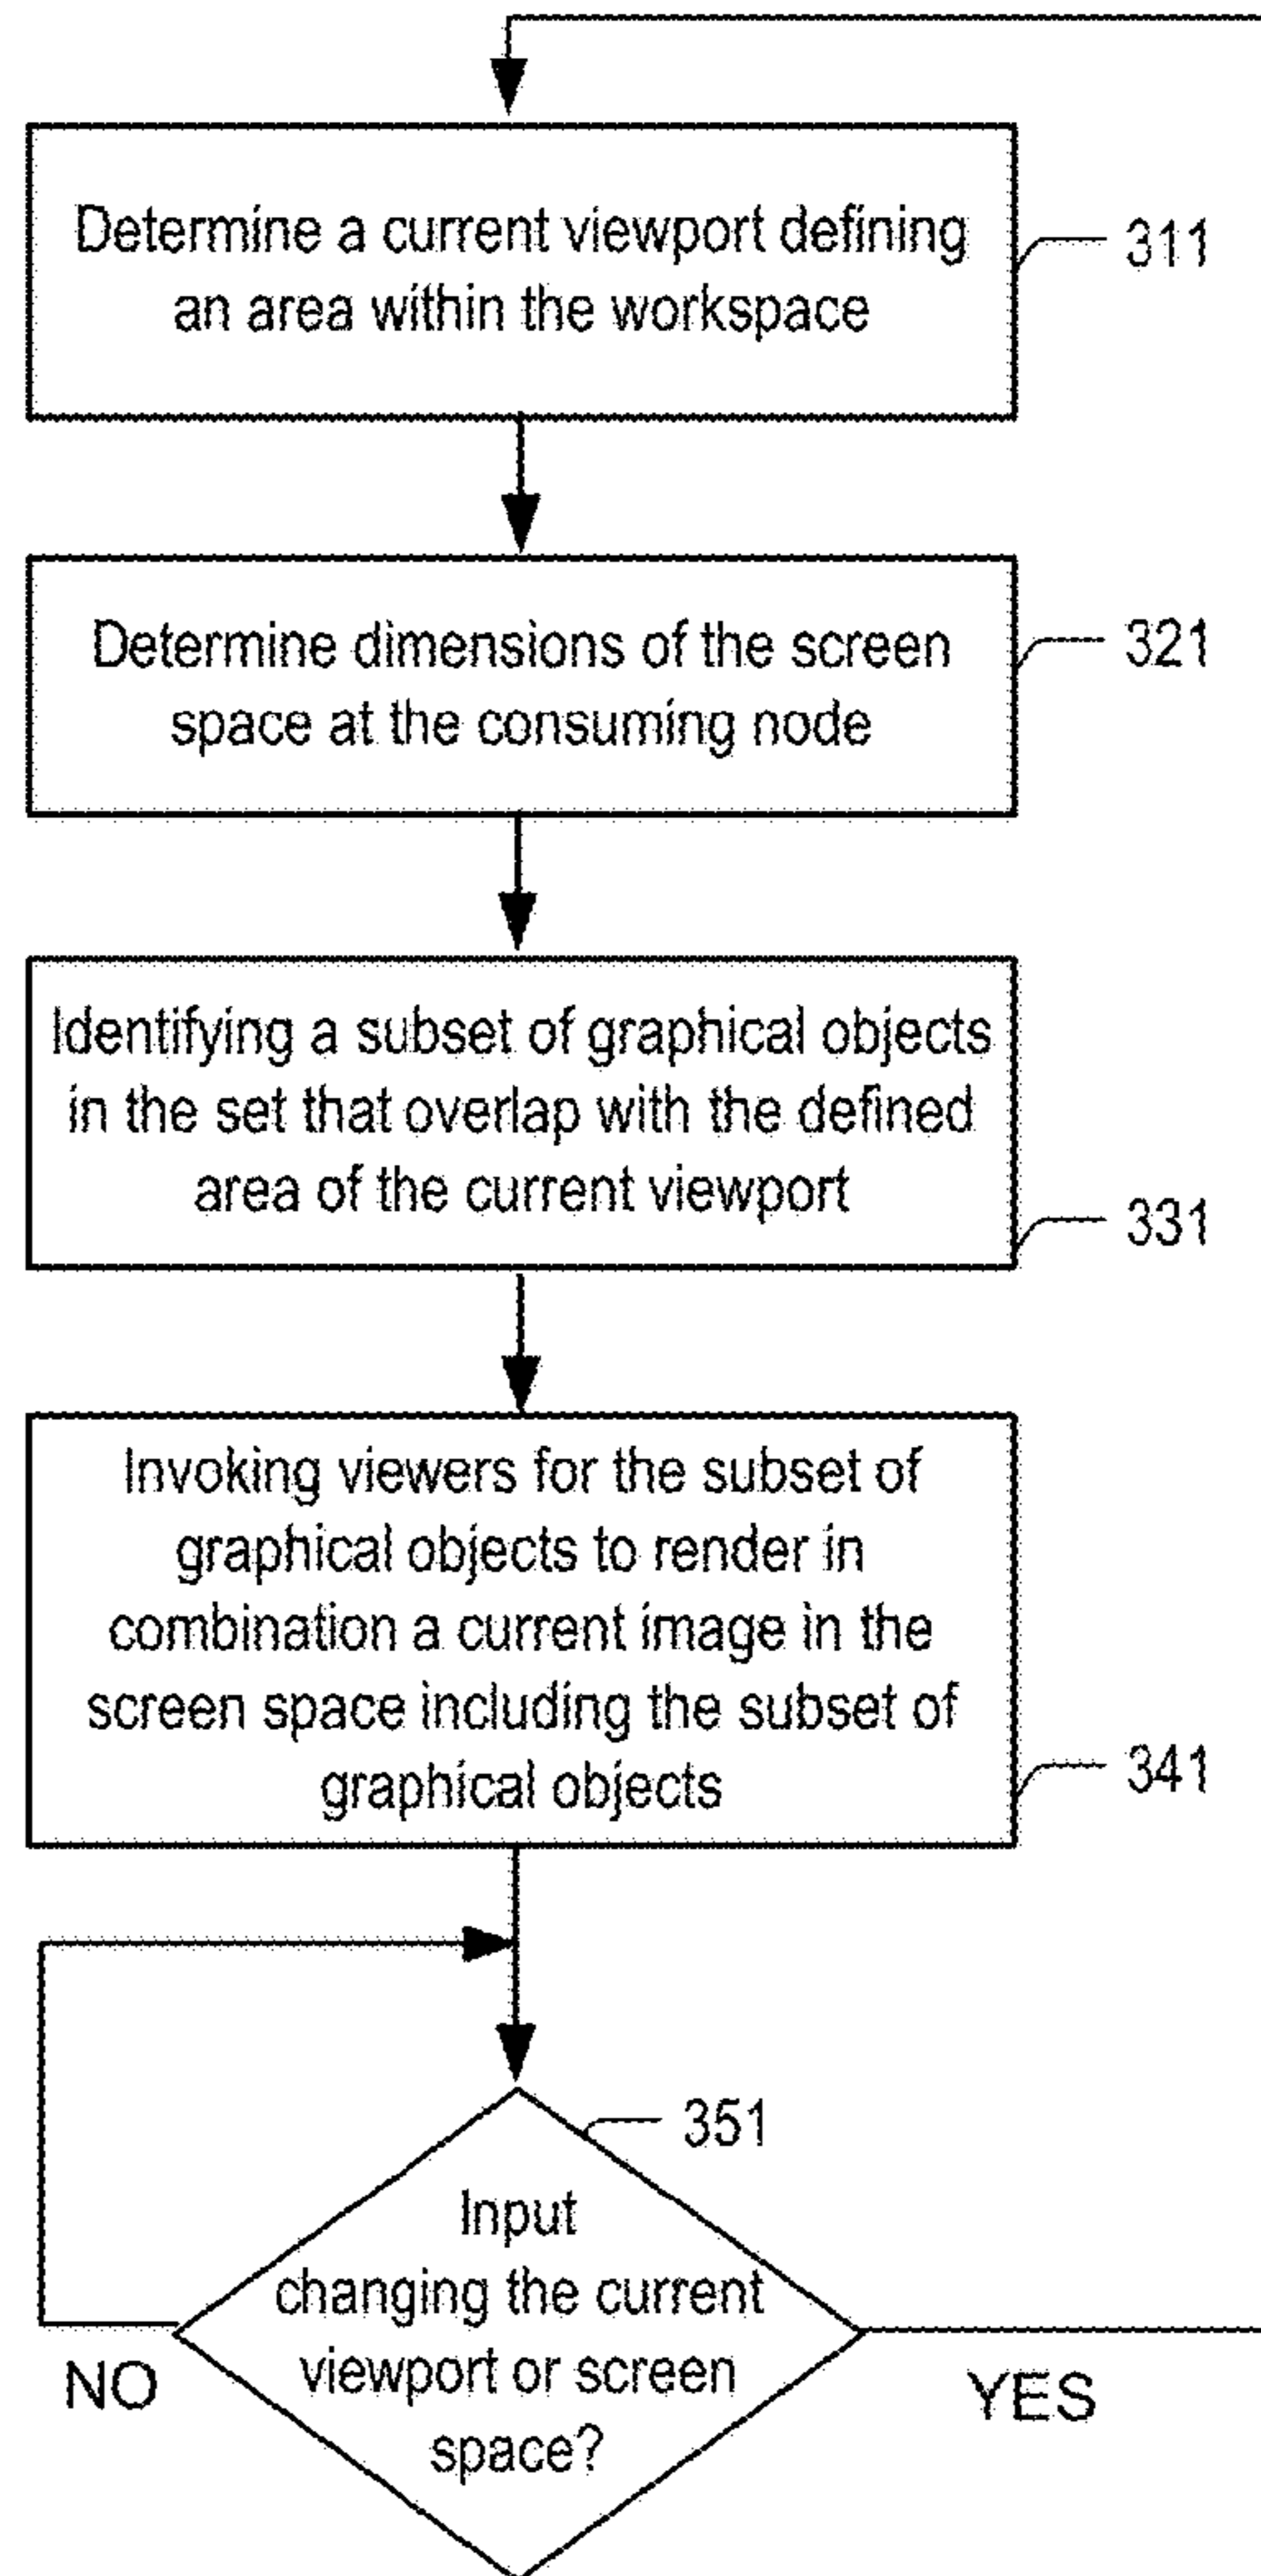 Determine a current viewport defining
an area within the workspace
311
Determine dimensions of the screen
space at the consuming node
321
Identifying a subset of graphical objects
in the set that overlap with the defined
area of the current viewport
331
Invoking viewers for the subset of
graphical objects to render in
combination a current image in the
screen space including the subset of
graphical objects
341
351
Input
changing the current
viewport or screen
space?
NO
YES